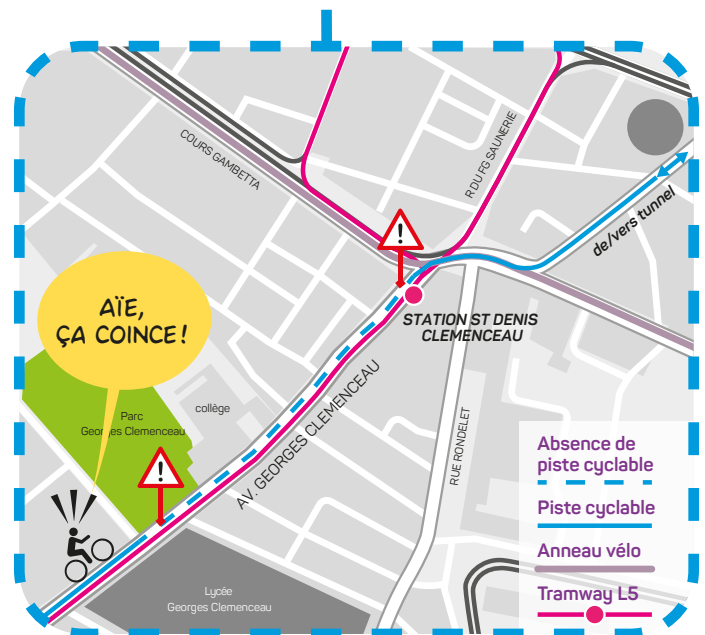 COURS GAMBETTA
R DU FG SAUNERIE
de/vers tunnel
!
AÏE,
ÇA COINCE !
STATION ST DENIS
CLEMENCEAU
collège
Parc
Georges Clemenceau
AV. GEORGES CLEMENCEAU
RUE RONDELET
!
Lycée
Georges Clemenceau
Absence de
piste cyclable
Piste cyclable
Anneau vélo
Tramway L5